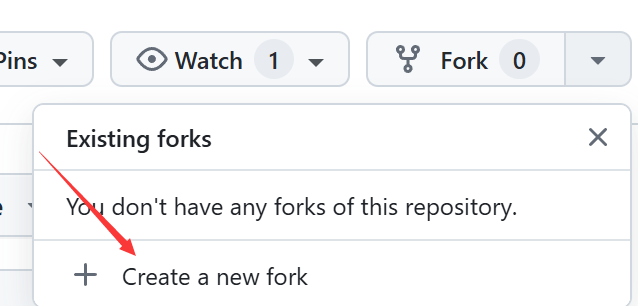 Pins
Watch 1
Fork 0
Existing forks
You don't have any forks of this repository.
Create a new fork